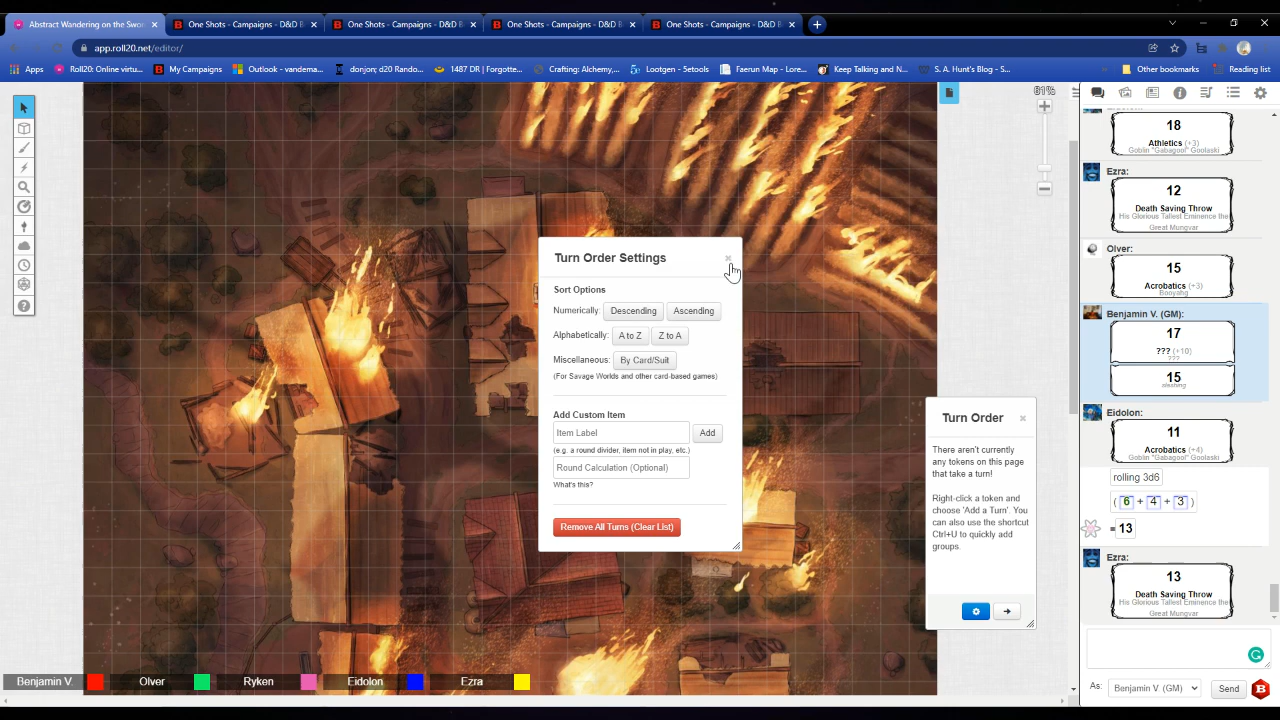 Abstract Wandering on the Swor
One Shots - Campaigns - D&D B
One Shots - Campaigns - D&D B
One Shots - Campaigns - D&D B
One Shots - Campaigns - D&D B
app.roll20.net/editor/
Apps
Roll20: Online virtu...
My Campaigns
Outlook - vandema...
donjon; d20 Rando...
1487 DR | Forgotte...
Crafting: Alchemy,...
Lootgen - 5etools
Faerun Map - Lore...
Keep Talking and N...
S. A. Hunt's Blog - S...
Other bookmarks
Reading list
81%
Turn Order Settings
Sort Options
Numerically: Descending Ascending
Alphabetically: A to Z Z to A
Miscellaneous: By Card/Suit
(For Savage Worlds and other card-based games)
Add Custom Item
Item Label Add
(e.g. a round divider, item not in play, etc.)
Round Calculation (Optional)
What's this?
Remove All Turns (Clear List)
Turn Order
There aren't currently
any tokens on this page
that take a turn!
Right-click a token and
choose 'Add a Turn'. You
can also use the shortcut
Ctrl+U to quickly add
groups.
18
Athletics (+3)
Goblin "Gabagool" Goolaski
Ezra:
12
Death Saving Throw
His Glorious Tallest Eminence the
Great Mungvar
Olver:
15
Acrobatics (+3)
Booyahg
Benjamin V. (GM):
17
??? (+10)
???
15
slashing
Eidolon:
11
Acrobatics (+4)
Goblin "Gabagool" Goolaski
rolling 3d6
( 6 + 4 + 3 )
= 13
Ezra:
13
Death Saving Throw
His Glorious Tallest Eminence the
Great Mungvar
As: Benjamin V. (GM) Send
Benjamin V.
Olver
Ryken
Eidolon
Ezra